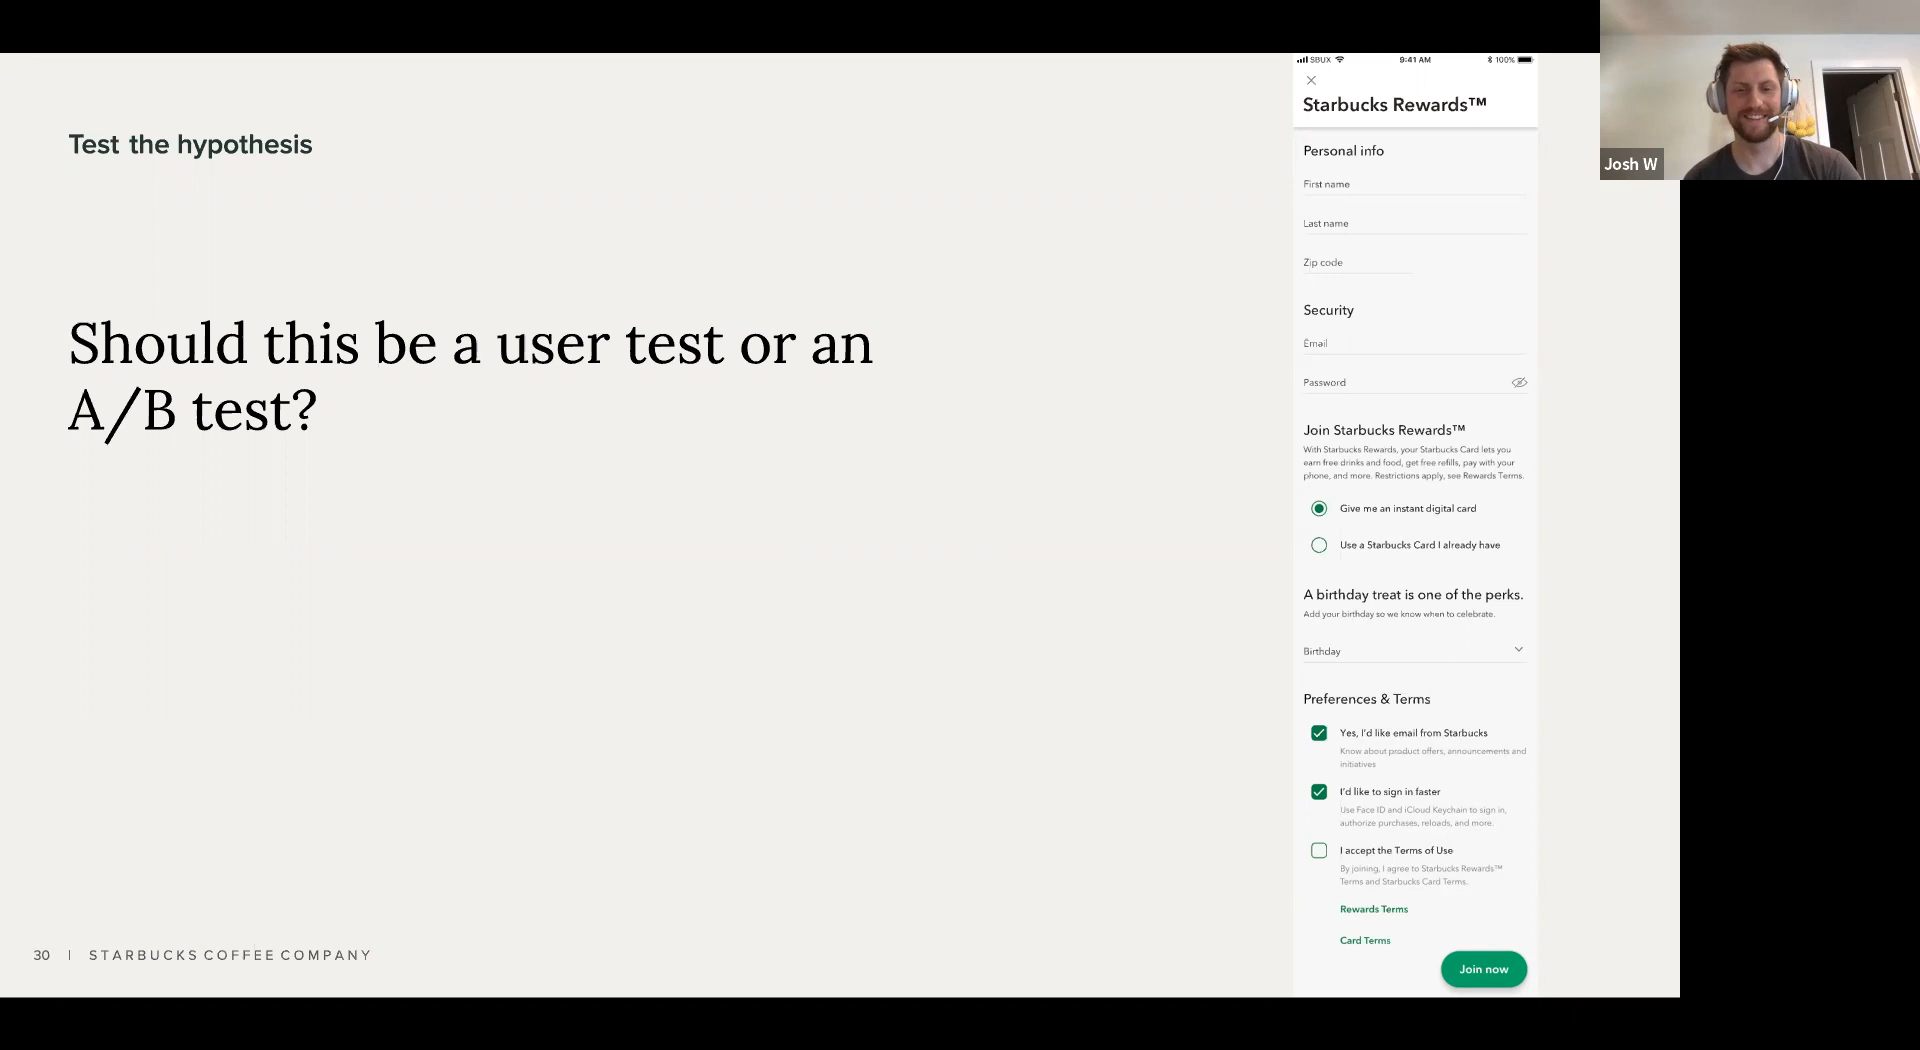 Test the hypothesis
Should this be a user test or an
A/B test?
30 | STARBUCKS COFFEE COMPANY
SBUX 9:41 AM 100%
Starbucks Rewards™
Personal info
First name
Last name
Zip code
Security
Email
Password
Join Starbucks Rewards™
With Starbucks Rewards, your Starbucks Card lets you
earn free drinks and food, get free refills, pay with your
phone, and more. Restrictions apply, see Rewards Terms.
Give me an instant digital card
Use a Starbucks Card I already have
A birthday treat is one of the perks.
Add your birthday so we know when to celebrate.
Birthday
Preferences & Terms
Yes, I'd like email from Starbucks
Know about product offers, announcements and
initiatives
I'd like to sign in faster
Use Face ID and iCloud Keychain to sign in,
authorize purchases, reloads, and more.
I accept the Terms of Use
By joining, I agree to Starbucks Rewards™
Terms and Starbucks Card Terms.
Rewards Terms
Card Terms
Join now
Josh W